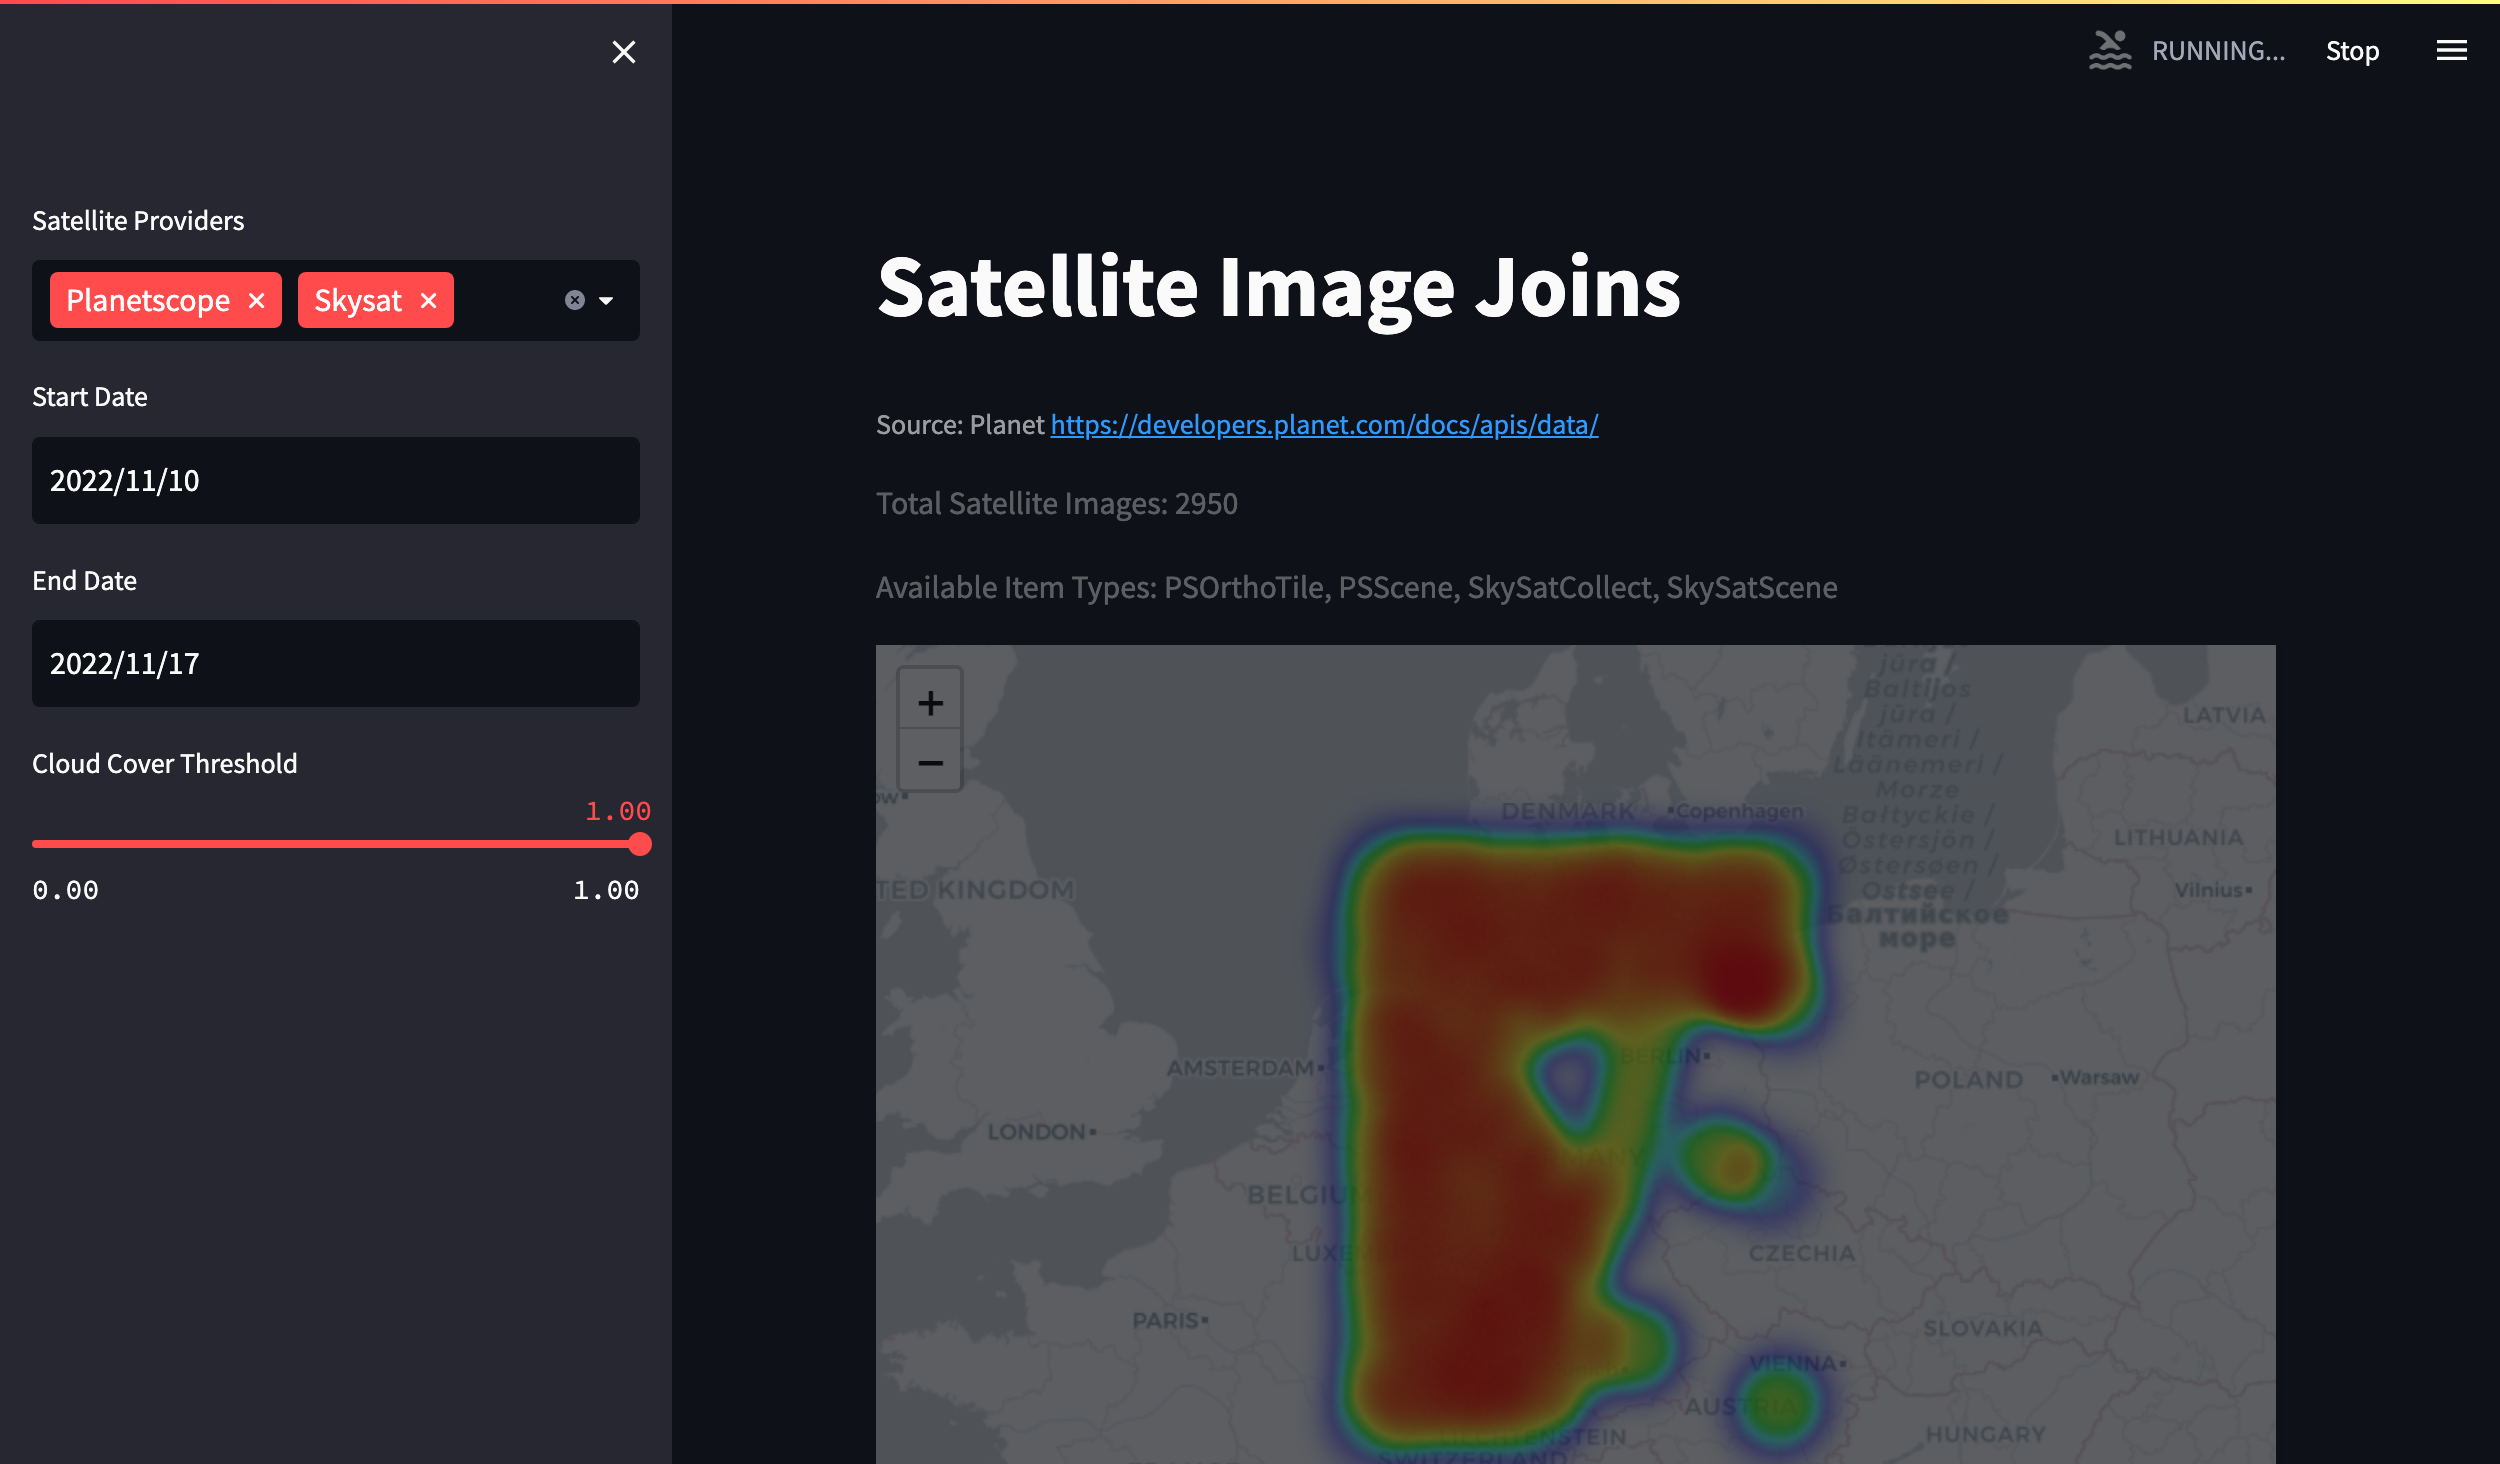 RUNNING...
Stop
Satellite Providers
Planetscope
Skysat
Start Date
2022/11/10
End Date
2022/11/17
Cloud Cover Threshold
1.00
0.00
1.00
Satellite Image Joins
Source: Planet https://developers.planet.com/docs/apis/data/
Total Satellite Images: 2950
Available Item Types: PSOrthoTile, PSScene, SkySatCollect, SkySatScene
+
−
jūra /
Baltijos
jūra /
Itämeri /
Läänemeri /
Morze
Bałtyckie /
Östersjön /
Østersøen /
Ostsee /
Балтийское
море
LATVIA
DENMARK
Copenhagen
LITHUANIA
TED KINGDOM
Vilnius
BERLIN
AMSTERDAM
POLAND
Warsaw
LONDON
BELGIUM
CZECHIA
PARIS
SLOVAKIA
VIENNA
AUSTRIA
HUNGARY
LIECHTENSTEIN
SWITZERLAND